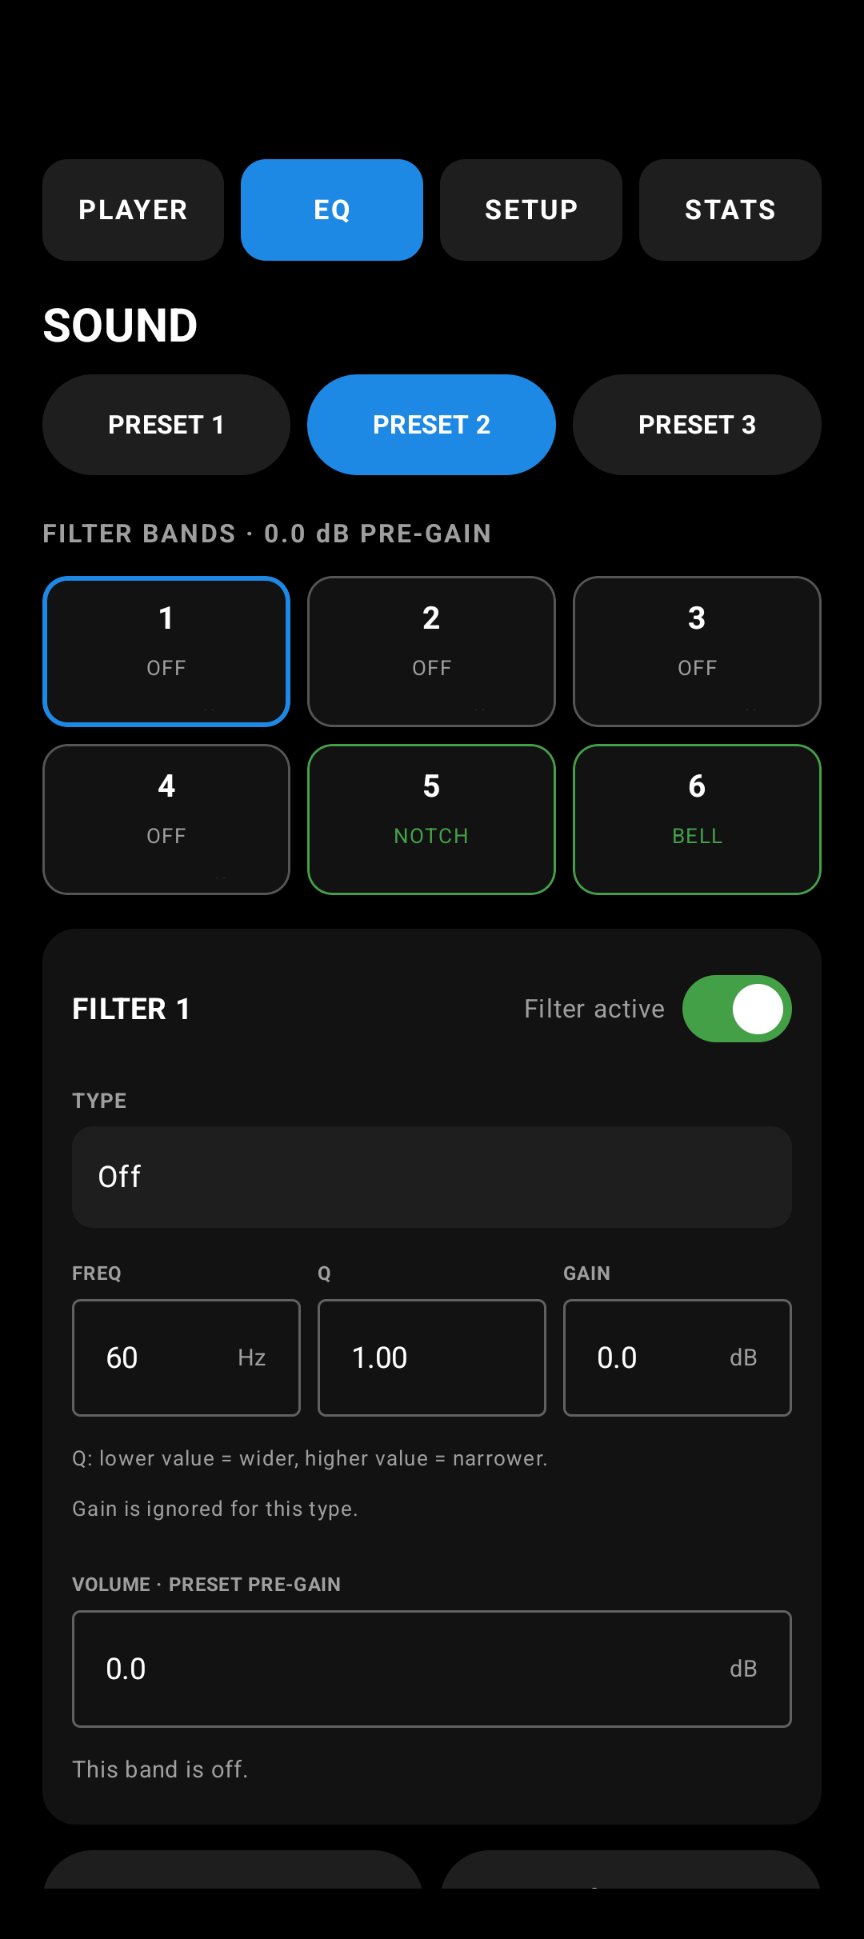 PLAYER EQ SETUP STATS
SOUND
PRESET 1 PRESET 2 PRESET 3
FILTER BANDS · 0.0 dB PRE-GAIN
1 2 3
OFF OFF OFF
4 5 6
OFF NOTCH BELL
FILTER 1 Filter active
TYPE
Off
FREQ Q GAIN
60 Hz 1.00 0.0 dB
Q: lower value = wider, higher value = narrower.
Gain is ignored for this type.
VOLUME · PRESET PRE-GAIN
0.0 dB
This band is off.